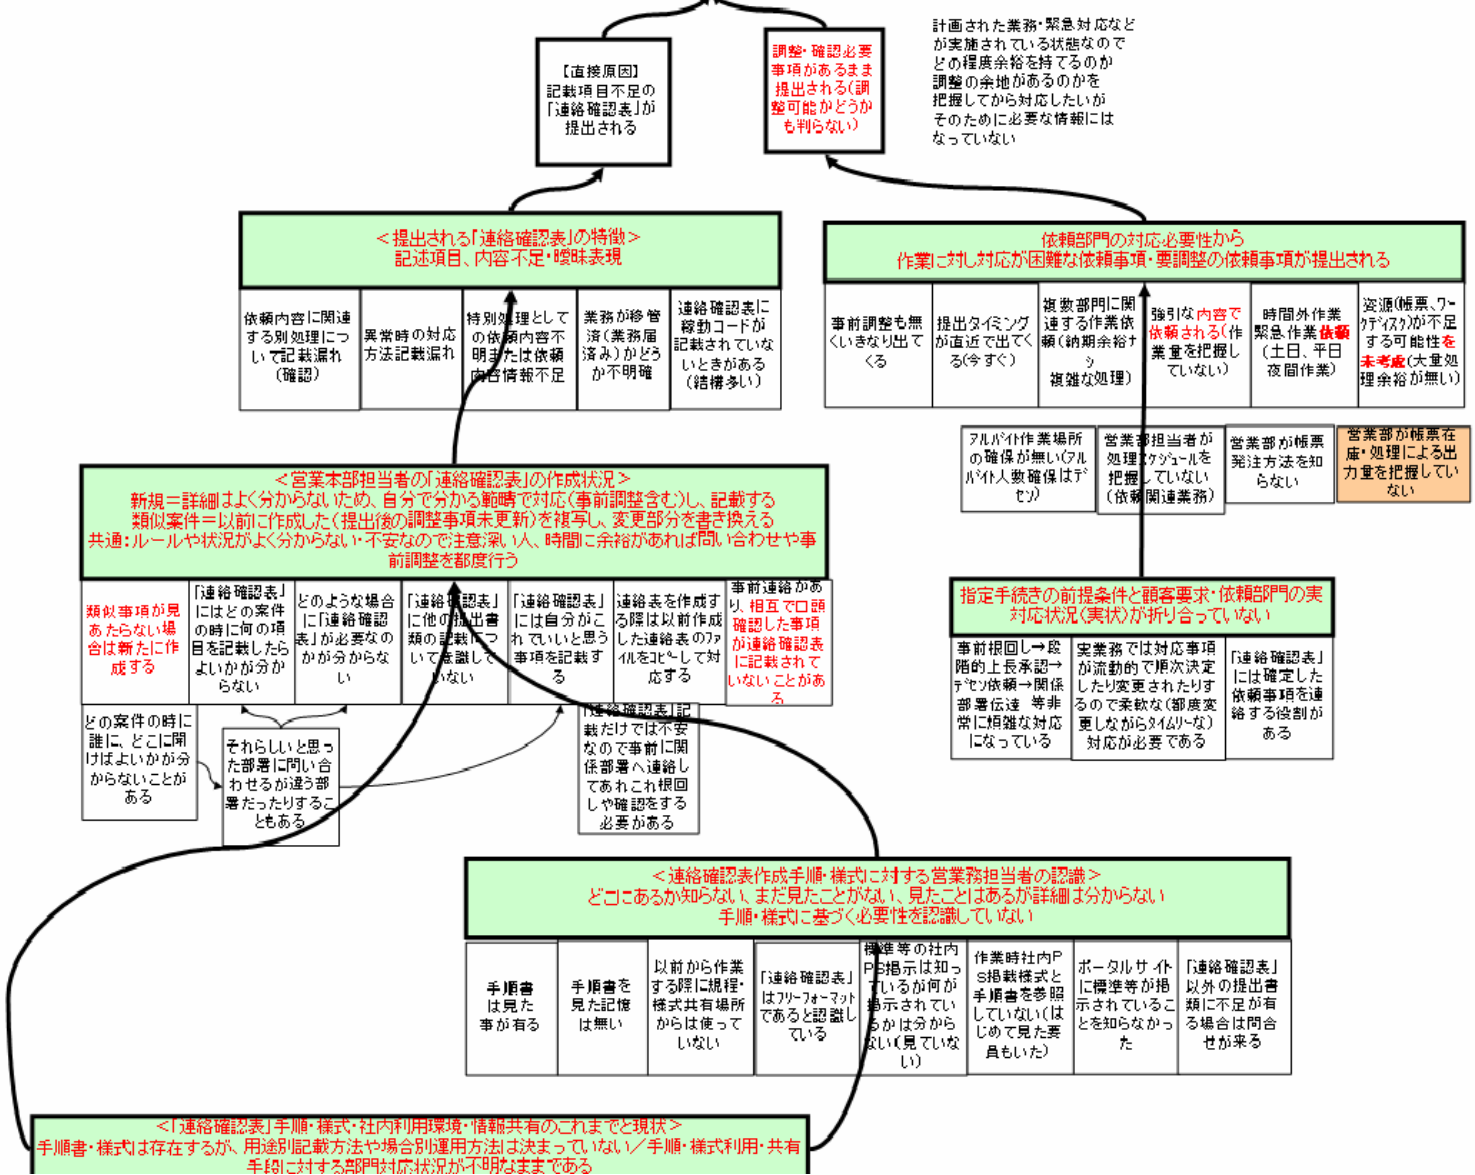 【直接原因】
記載項目不足の
「連絡確認表」が
提出される
調整・確認必要
事項があるまま
提出される(調
整可能かどうか
も判らない)
計画された業務・緊急対応など
が実施されている状態なので
どの程度余裕を持てるのか
調整の余地があるのかを
把握してから対応したいが
そのために必要な情報には
なっていない
＜提出される「連絡確認表」の特徴＞
記述項目、内容不足・曖昧表現
依頼内容に関連
する別処理につ
いて記載漏れ
(確認)
異常時の対応
方法記載漏れ
特別処理として
の依頼内容不
明または依頼
内容情報不足
業務が移管
済(業務届
済み)かどう
か不明確
連絡確認表に
稼動コードが
記載されていな
いときがある
(結構多い)
依頼部門の対応必要性から
作業に対し対応が困難な依頼事項・要調整の依頼事項が提出される
事前調整も無
くいきなり出て
くる
提出タイミング
が直近で出てく
る(今すぐ)
複数部門に関
連する作業依
頼(納期余裕ナ
シ
複雑な処理)
強引な内容で
依頼される(作
業量を把握し
ていない)
時間外作業
緊急作業依頼
(土日、平日
夜間作業)
資源(帳票、ワー
クディスク)が不足
する可能性を
未考慮(大量処
理余裕が無い)
アルバイト作業場所
の確保が無い(アル
バイト人数確保はデ
セン)
営業部担当者が
処理スケジュールを
把握していない
(依頼関連業務)
営業部が帳票
発注方法を知
らない
営業部が帳票在
庫・処理による出
力量を把握してい
ない
＜営業本部担当者の「連絡確認表」の作成状況＞
新規＝詳細はよく分からないため、自分で分かる範疇で対応(事前調整含む)し、記載する
類似案件＝以前に作成した(提出後の調整事項未更新)を複写し、変更部分を書き換える
共通：ルールや状況がよく分からない・不安なので注意深い人、時間に余裕があれば問い合わせや事
前調整を都度行う
類似事項が見
あたらない場
合は新たに作
成する
「連絡確認表」
にはどの案件
の時に何の項
目を記載したら
よいかが分か
らない
どのような場合
に「連絡確認
表」が必要なの
かが分からな
い
「連絡確認表」
に他の提出書
類の記載につ
いて意識して
いない
「連絡確認表」
には自分がこ
れでいいと思う
事項を記載す
る
連絡表を作成す
る際は以前作成
した連絡表のファ
イルをコピーして対
応する
事前連絡があ
り、相互で口頭
確認した事項
が連絡確認表
に記載されて
いないことがあ
る
どの案件の時に
誰に、どこに聞
けばよいかが分
からないことが
ある
それらしいと思っ
た部署に問い合
わせるが違う部
署だったりするこ
ともある
「連絡確認表」記
載だけでは不安
なので事前に関
係部署へ連絡し
てあれこれ根回
しや確認をする
必要がある
指定手続きの前提条件と顧客要求・依頼部門の実
対応状況(実状)が折り合っていない
事前根回し→段
階的上長承認→
デセン依頼→関係
部署伝達　等非
常に煩雑な対応
になっている
実業務では対応事項
が流動的で順次決定
したり変更されたりす
るので柔軟な(都度変
更しながらタイムリーな)
対応が必要である
「連絡確認表」
には確定した
依頼事項を連
絡する役割が
ある
＜連絡確認表作成手順・様式に対する営業務担当者の認識＞
どこにあるか知らない、まだ見たことがない、見たことはあるが詳細は分からない
手順・様式に基づく必要性を認識していない
手順書
は見た
事が有る
手順書を
見た記憶
は無い
以前から作業
する際に規程・
様式共有場所
からは使って
いない
「連絡確認表」
はフリーフォーマット
であると認識し
ている
標準等の社内
PS掲示は知っ
ているが何が
掲示されてい
るかは分から
ない(見ていな
い)
作業時社内P
S掲載様式と
手順書を参照
していない(は
じめて見た要
員もいた)
ポータルサイト
に標準等が掲
示されているこ
とを知らなかっ
た
「連絡確認表」
以外の提出書
類に不足が有
る場合は問合
せが来る
＜「連絡確認表」手順・様式・社内利用環境・情報共有のこれまでと現状＞
手順書・様式は存在するが、用途別記載方法や場合別運用方法は決まっていない／手順・様式利用・共有
手段に対する部門対応状況が不明なままである